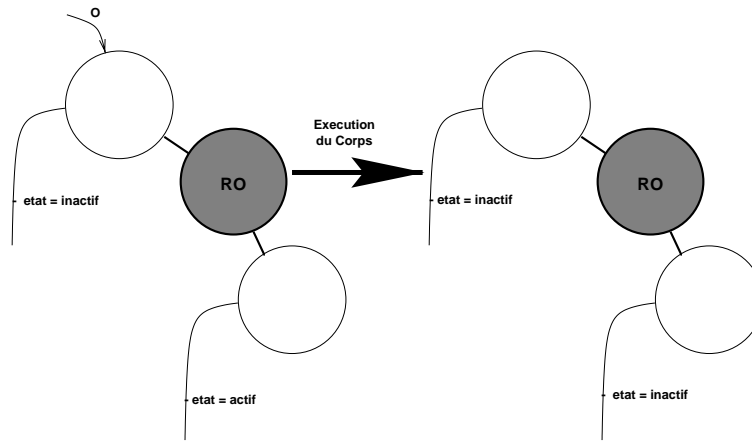 O
Execution
du Corps
RO
RO
etat = inactif
etat = inactif
etat = actif
etat = inactif